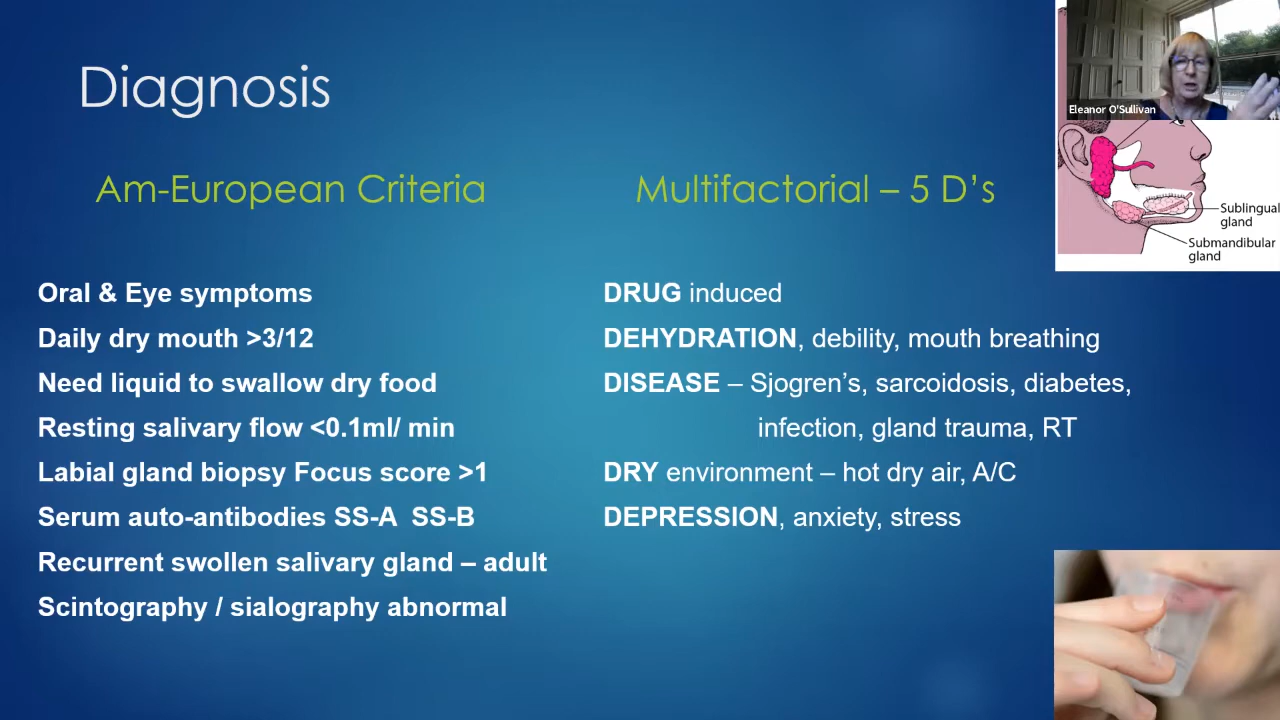 Diagnosis
Eleanor O'Sullivan
Am-European Criteria
Oral & Eye symptoms
Daily dry mouth >3/12
Need liquid to swallow dry food
Resting salivary flow <0.1ml/ min
Labial gland biopsy Focus score >1
Serum auto-antibodies SS-A  SS-B
Recurrent swollen salivary gland – adult
Scintography / sialography abnormal
Multifactorial – 5 D’s
DRUG induced
DEHYDRATION, debility, mouth breathing
DISEASE – Sjogren’s, sarcoidosis, diabetes,
infection, gland trauma, RT
DRY environment – hot dry air, A/C
DEPRESSION, anxiety, stress
Sublingual
gland
Submandibular
gland